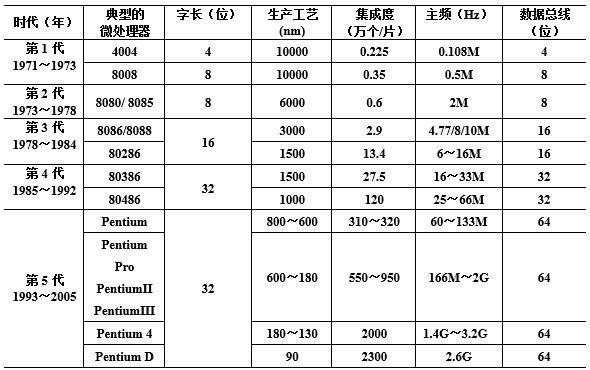 时代（年） 典型的微处理器 字长（位） 生产工艺(nm) 集成度（万个/片） 主频（Hz） 数据总线（位）
第 1 代 1971～1973 4004 4 10000 0.225 0.108M 4
8008 8 10000 0.35 0.5M 8
第 2 代 1973～1978 8080/ 8085 8 6000 0.6 2M 8
第 3 代 1978～1984 8086/8088 16 3000 2.9 4.77/8/10M 16
80286 1500 13.4 6～16M 16
第 4 代 1985～1992 80386 32 1500 27.5 16～33M 32
80486 1000 120 25～66M 32
第 5 代 1993～2005 Pentium 32 800～600 310～320 60～133M 64
Pentium
Pro
PentiumII
PentiumIII 600～180 550～950 166M～2G 64
Pentium 4 180～130 2000 1.4G～3.2G 64
Pentium D 90 2300 2.6G 64